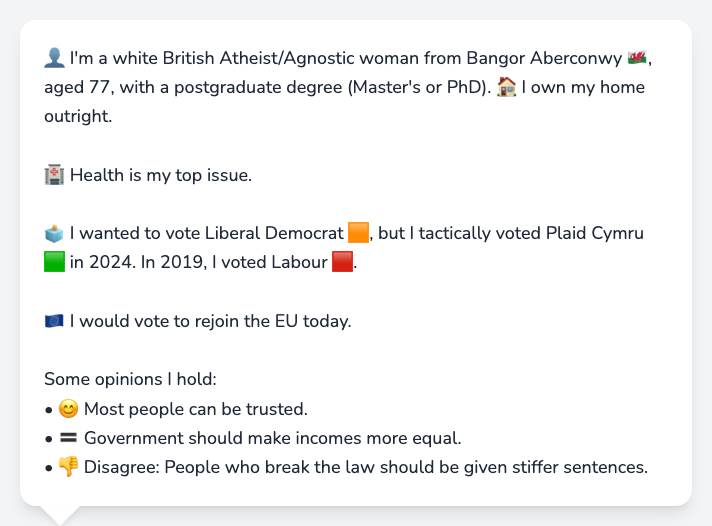 👤 I'm a white British Atheist/Agnostic woman from Bangor Aberconwy 🏴󠁧󠁢󠁷󠁬󠁳󠁿,
aged 77, with a postgraduate degree (Master's or PhD). 🏠 I own my home
outright.
🏥 Health is my top issue.
🗳️ I wanted to vote Liberal Democrat 🟧, but I tactically voted Plaid Cymru
🟩 in 2024. In 2019, I voted Labour 🟥.
🇪🇺 I would vote to rejoin the EU today.
Some opinions I hold:
• 😊 Most people can be trusted.
• 🟰 Government should make incomes more equal.
• 👎 Disagree: People who break the law should be given stiffer sentences.